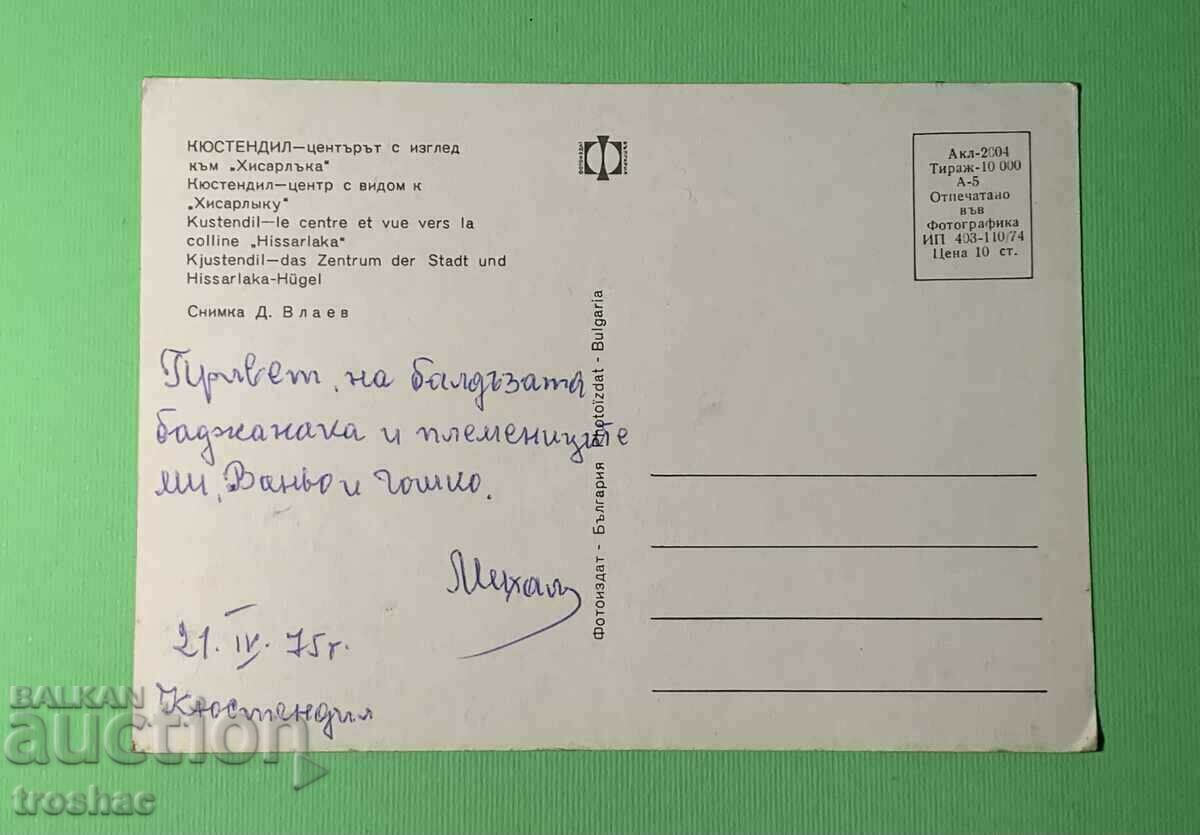 КЮСТЕНДИЛ—центърът с изглед
към „Хисарлъка“
Кюстендил—центр с видом к
„Хисарлыку“
Kustendil—le centre et vue vers la
colline „Hissarlaka“
Kjustendil—das Zentrum der Stadt und
Hissarlaka-Hügel
Снимка Д. Влаев
Акл-2004
Тираж-10 000
А-5
Отпечатано
във
Фотографика
ИП 403-110/74
Цена 10 ст.
Фотоиздат - България Photoïzdat - Bulgaria
Привет, на балдъзата
баджанака и племениците
ми, Ваньо и Гошко.
21. IV. 75г.
Кюстендил
BALKAN
auction
troshac